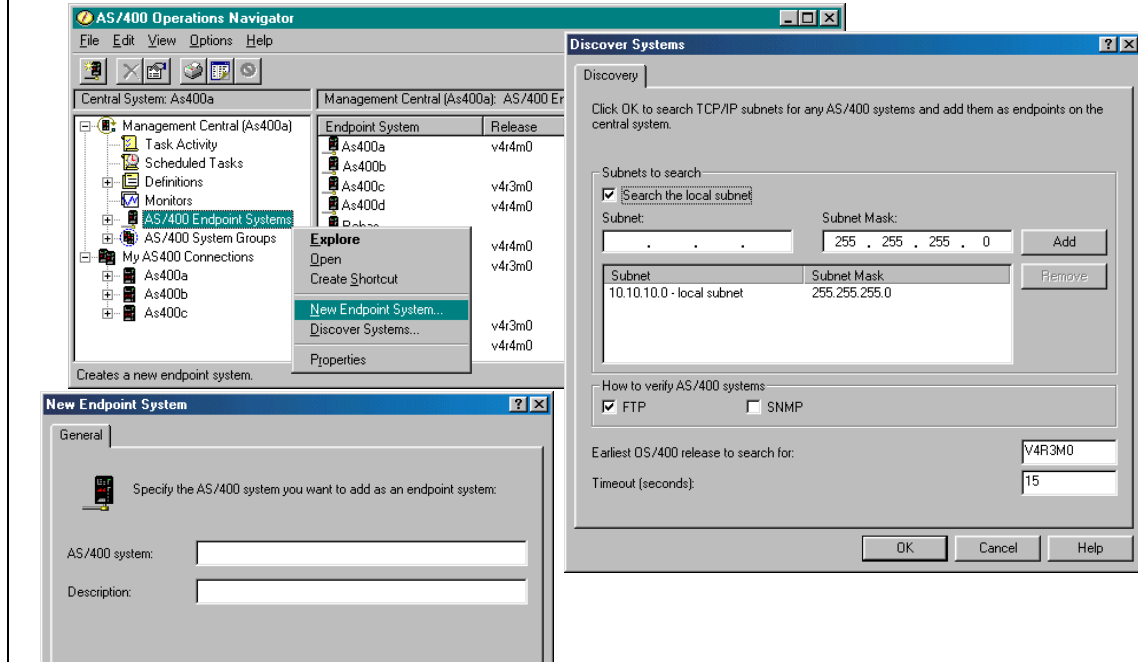 AS/400 Operations Navigator
File Edit View Options Help
Central System: As400a
Management Central (As400a): AS/400 En
Management Central (As400a)
Task Activity
Scheduled Tasks
Definitions
Monitors
AS/400 Endpoint Systems
AS/400 System Groups
My AS400 Connections
As400a
As400b
As400c
Endpoint System Release
As400a v4r4m0
As400b
As400c v4r3m0
As400d v4r4m0
v4r4m0
v4r3m0
v4r3m0
v4r4m0
Explore
Open
Create Shortcut
New Endpoint System...
Discover Systems...
Properties
Creates a new endpoint system.
Discover Systems
Discovery
Click OK to search TCP/IP subnets for any AS/400 systems and add them as endpoints on the
central system.
Subnets to search
Search the local subnet
Subnet: Subnet Mask:
. . . 255 . 255 . 255 . 0 Add
Subnet Subnet Mask Remove
10.10.10.0 - local subnet 255.255.255.0
How to verify AS/400 systems
FTP SNMP
Earliest OS/400 release to search for: V4R3M0
Timeout (seconds): 15
OK Cancel Help
New Endpoint System
General
Specify the AS/400 system you want to add as an endpoint system:
AS/400 system:
Description: